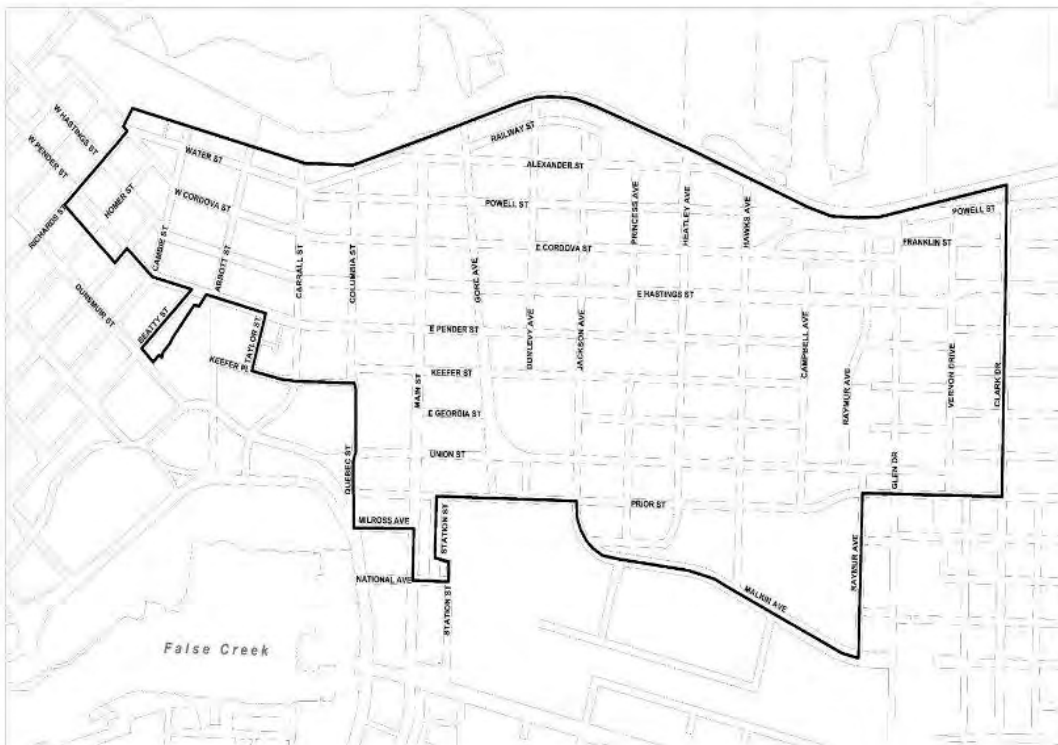 W HASTINGS ST
W PENDER ST
RICHARDS ST
HOMER ST
WATER ST
W CORDOVA ST
CAMBIE ST
ABBOTT ST
DUNSMUIR ST
BEATTY ST
TAYLOR ST
KEEFER PL
CARRALL ST
COLUMBIA ST
RAILWAY ST
ALEXANDER ST
POWELL ST
E CORDOVA ST
GORE AVE
E HASTINGS ST
PRINCESS AVE
HEATLEY AVE
HAWKS AVE
POWELL ST
FRANKLIN ST
E PENDER ST
DUNLEVY AVE
JACKSON AVE
CAMPBELL AVE
RAYMUR AVE
VERNON DRIVE
CLARK DR
KEEFER ST
MAIN ST
E GEORGIA ST
UNION ST
QUEBEC ST
GLEN DR
PRIOR ST
STATION ST
MILROSS AVE
NATIONAL AVE
STATION ST
MALKIN AVE
RAYMUR AVE
False Creek